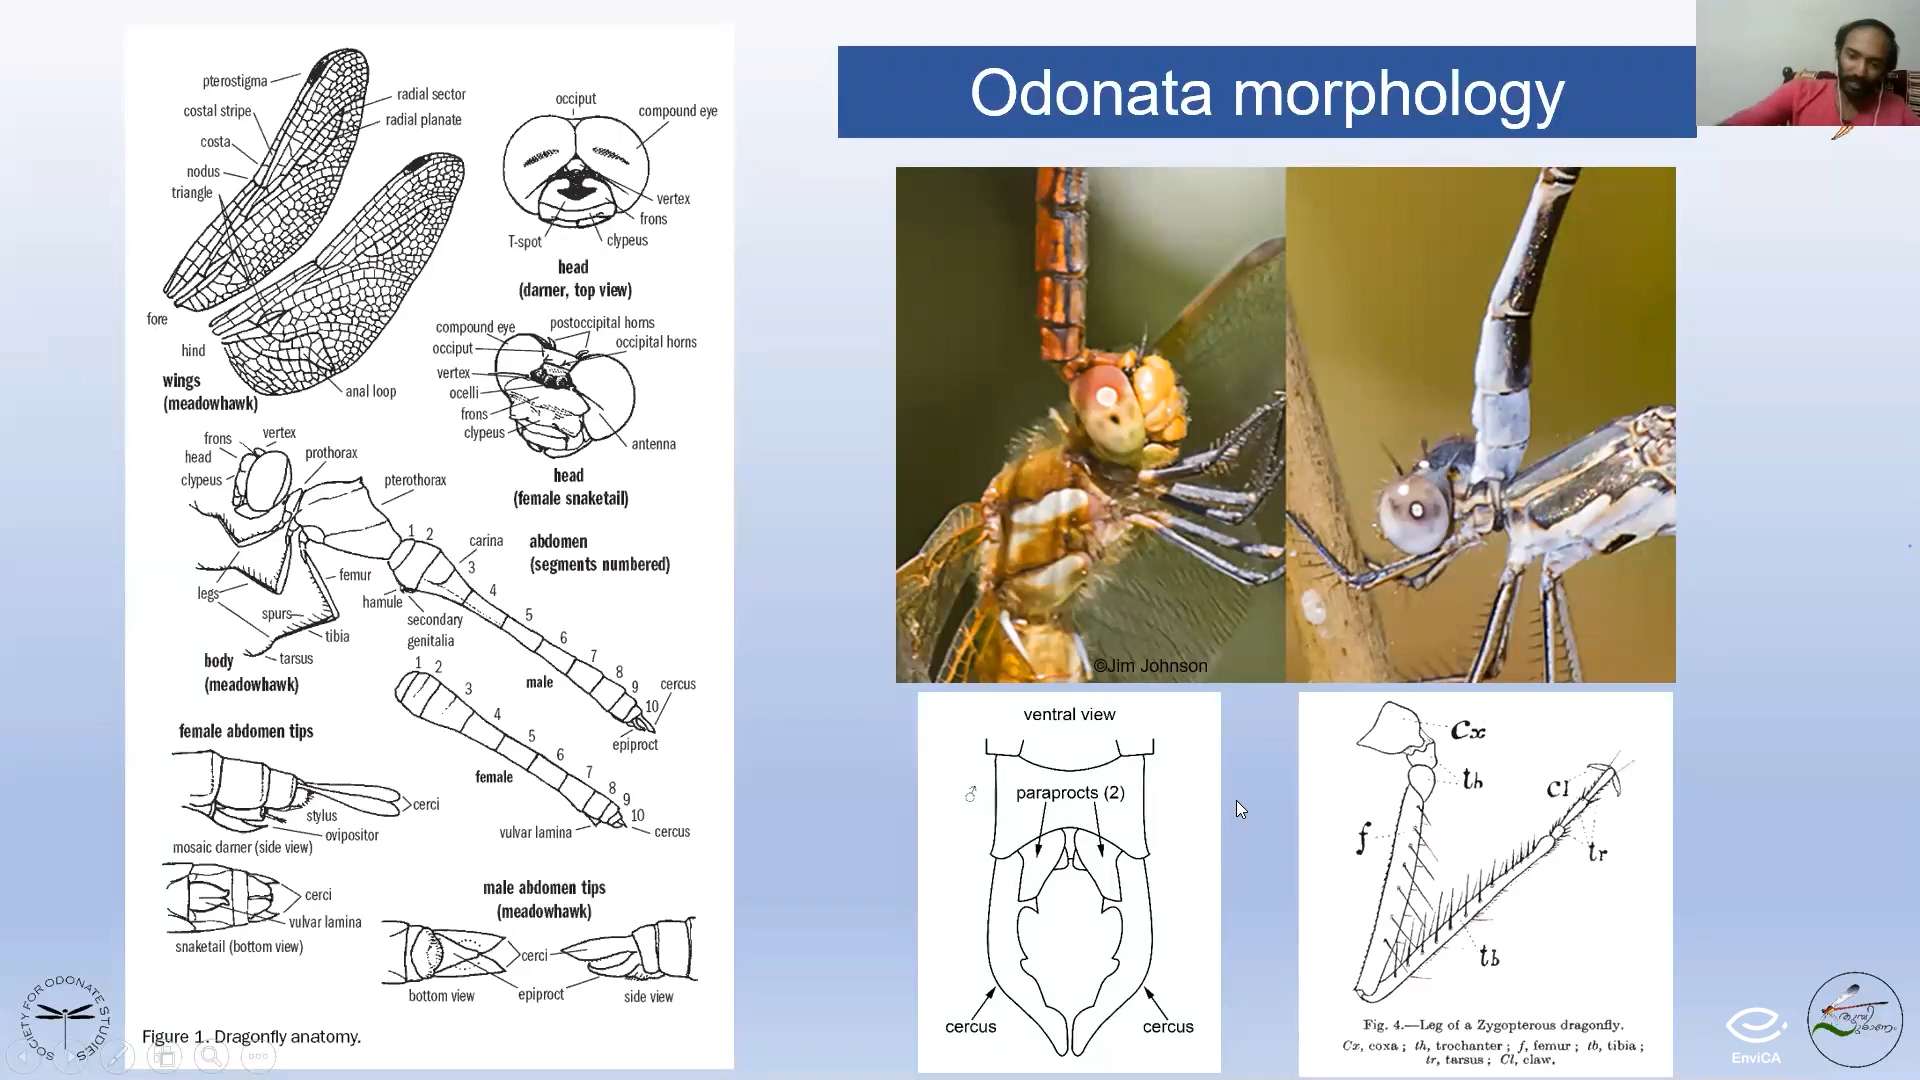 Odonata morphology
pterostigma
costal stripe
costa
nodus
triangle
radial sector
radial planate
fore
hind
wings
(meadowhawk)
anal loop
occiput
compound eye
vertex
frons
T-spot
clypeus
head
(darner, top view)
compound eye
postoccipital horns
occiput
occipital horns
vertex
ocelli
frons
clypeus
antenna
head
(female snaketail)
frons
vertex
head
clypeus
prothorax
pterothorax
legs
femur
spurs
tibia
tarsus
body
(meadowhawk)
hamule
secondary
genitalia
carina
abdomen
(segments numbered)
1 2 3 4 5 6 7 8 9 10
male
cercus
epiproct
1 2 3 4 5 6 7 8 9 10
female
vulvar lamina
cercus
female abdomen tips
cerci
stylus
ovipositor
mosaic darner (side view)
cerci
vulvar lamina
snaketail (bottom view)
male abdomen tips
(meadowhawk)
cerci
bottom view
epiproct
side view
Figure 1. Dragonfly anatomy.
©Jim Johnson
ventral view
♂
paraprocts (2)
cercus
cercus
Cx
th
Cl
f
tr
tb
Fig. 4.—Leg of a Zygopterous dragonfly.
Cx, coxa; th, trochanter; f, femur; tb, tibia;
tr, tarsus; Cl, claw.
SOCIETY FOR ODONATE STUDIES
EnviCA